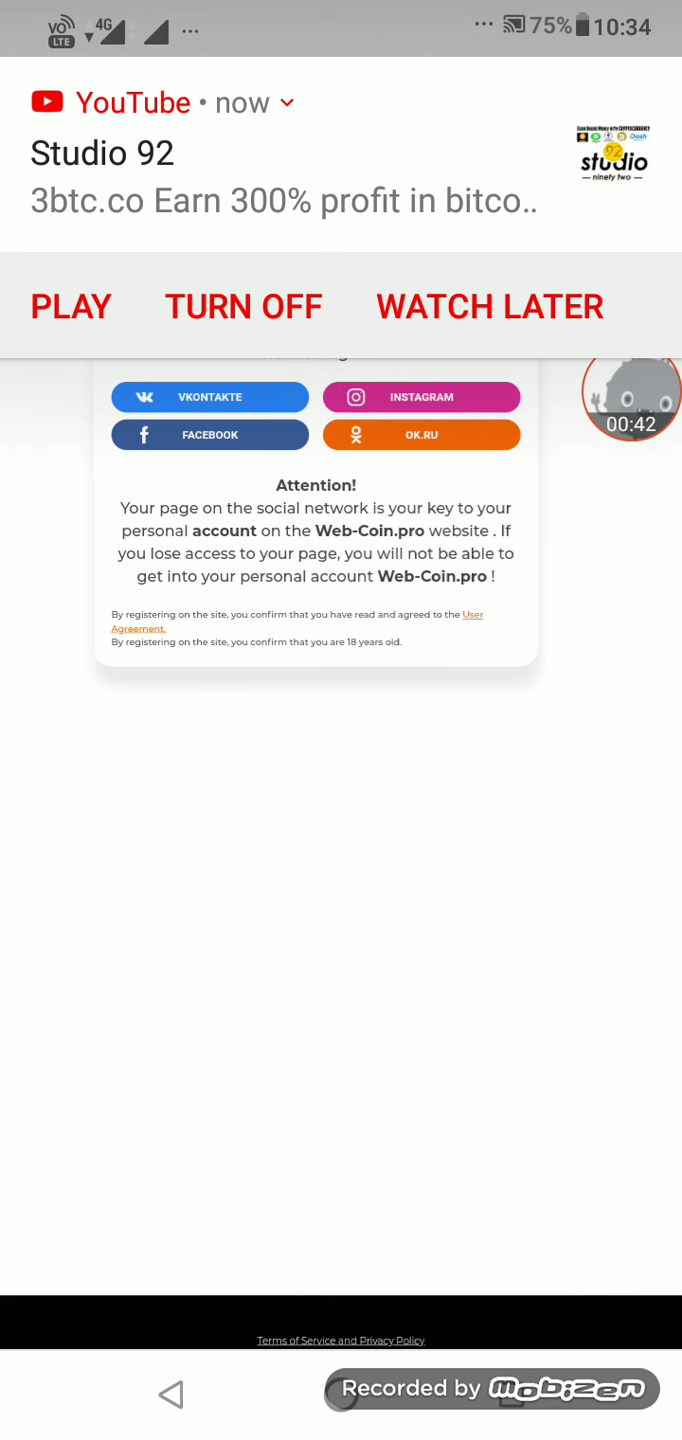 VO LTE 4G 75% 10:34
YouTube • now
Studio 92
3btc.co Earn 300% profit in bitco..
studio
— ninety two —
PLAY TURN OFF WATCH LATER
VKONTAKTE INSTAGRAM
00:42
FACEBOOK OK.RU
Attention!
Your page on the social network is your key to your
personal account on the Web-Coin.pro website . If
you lose access to your page, you will not be able to
get into your personal account Web-Coin.pro !
By registering on the site, you confirm that you have read and agreed to the User
Agreement.
By registering on the site, you confirm that you are 18 years old.
Terms of Service and Privacy Policy
Recorded by mobizen